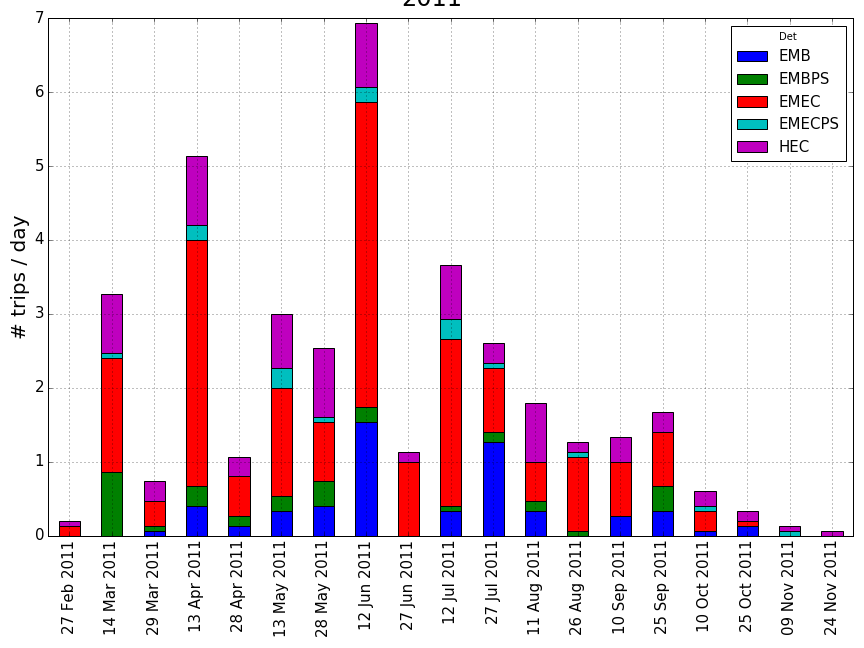 2011
# trips / day
7
6
5
4
3
2
1
0
Det
EMB
EMBPS
EMEC
EMECPS
HEC
27 Feb 2011
14 Mar 2011
29 Mar 2011
13 Apr 2011
28 Apr 2011
13 May 2011
28 May 2011
12 Jun 2011
27 Jun 2011
12 Jul 2011
27 Jul 2011
11 Aug 2011
26 Aug 2011
10 Sep 2011
25 Sep 2011
10 Oct 2011
25 Oct 2011
09 Nov 2011
24 Nov 2011